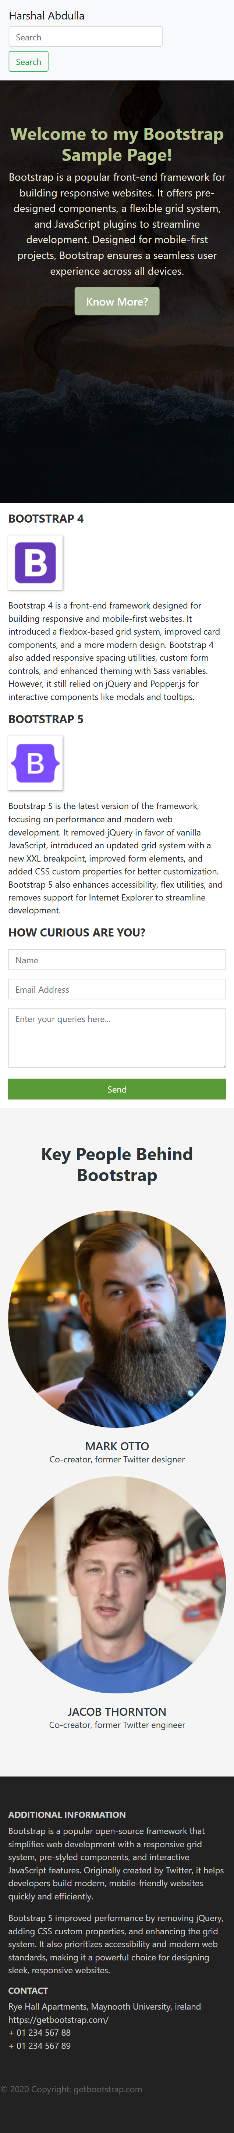 Harshal Abdulla
Search
Search
Welcome to my Bootstrap
Sample Page!
Bootstrap is a popular front-end framework for
building responsive websites. It offers pre-
designed components, a flexible grid system,
and JavaScript plugins to streamline
development. Designed for mobile-first
projects, Bootstrap ensures a seamless user
experience across all devices.
Know More?
BOOTSTRAP 4
B
Bootstrap 4 is a front-end framework designed for
building responsive and mobile-first websites. It
introduced a flexbox-based grid system, improved card
components, and a more modern design. Bootstrap 4
also added responsive spacing utilities, custom form
controls, and enhanced theming with Sass variables.
However, it still relied on jQuery and Popper.js for
interactive components like modals and tooltips.
BOOTSTRAP 5
B
Bootstrap 5 is the latest version of the framework,
focusing on performance and modern web
development. It removed jQuery in favor of vanilla
JavaScript, introduced an updated grid system with a
new XXL breakpoint, improved form elements, and
added CSS custom properties for better customization.
Bootstrap 5 also enhances accessibility, flex utilities, and
removes support for Internet Explorer to streamline
development.
HOW CURIOUS ARE YOU?
Name
Email Address
Enter your queries here...
Send
Key People Behind
Bootstrap
MARK OTTO
Co-creator, former Twitter designer
JACOB THORNTON
Co-creator, former Twitter engineer
ADDITIONAL INFORMATION
Bootstrap is a popular open-source framework that
simplifies web development with a responsive grid
system, pre-styled components, and interactive
JavaScript features. Originally created by Twitter, it helps
developers build modern, mobile-friendly websites
quickly and efficiently.
Bootstrap 5 improved performance by removing jQuery,
adding CSS custom properties, and enhancing the grid
system. It also prioritizes accessibility and modern web
standards, making it a powerful choice for designing
sleek, responsive websites.
CONTACT
Rye Hall Apartments, Maynooth University, ireland
https://getbootstrap.com/
+ 01 234 567 88
+ 01 234 567 89
© 2020 Copyright: getbootstrap.com